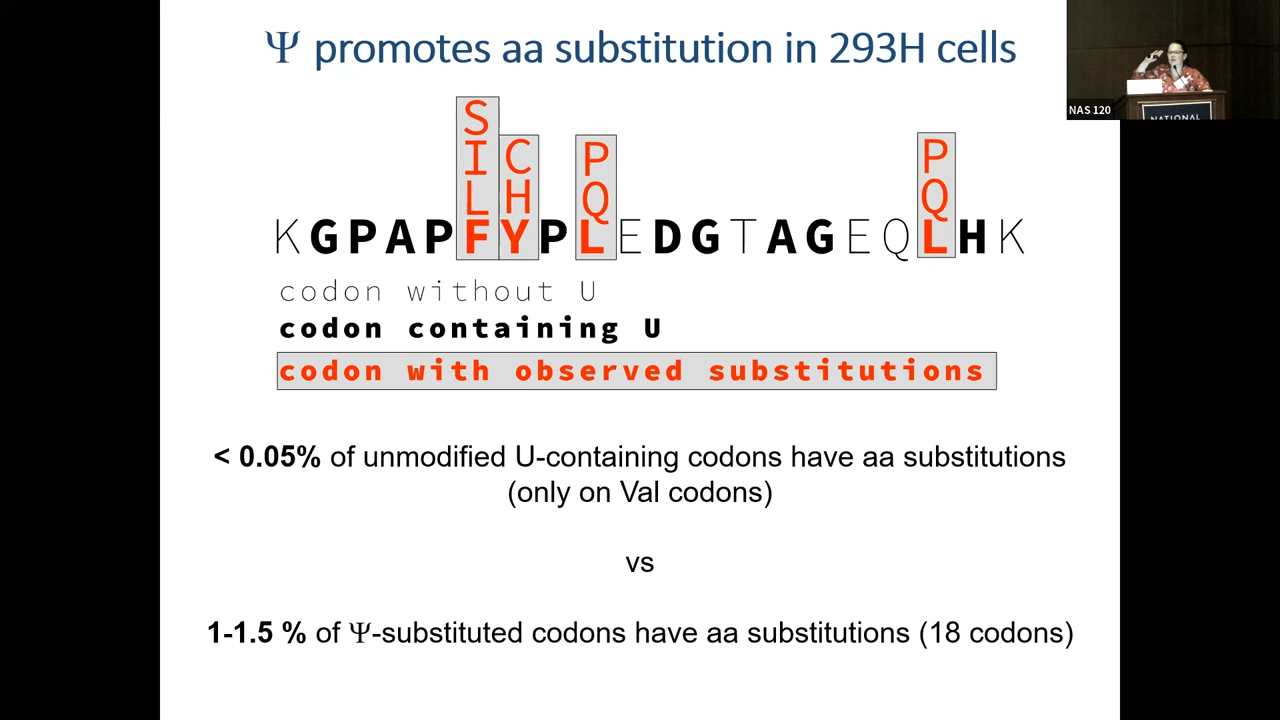 Ψ promotes aa substitution in 293H cells
S
I C P P
L H Q Q
KGPAPFYPLEDGTAGEQLHK
codon without U
codon containing U
codon with observed substitutions
< 0.05% of unmodified U-containing codons have aa substitutions
(only on Val codons)
vs
1-1.5 % of Ψ-substituted codons have aa substitutions (18 codons)
NAS 120
NATIONAL